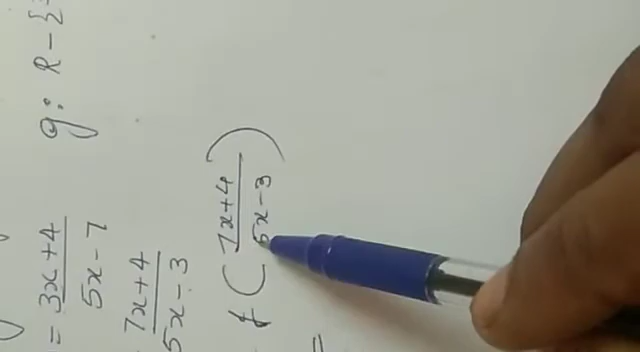 g: R - {
= 3x+4 / 5x-7
7x+4 / 5x-3
f ( 7x+4 / 5x-3 )
=